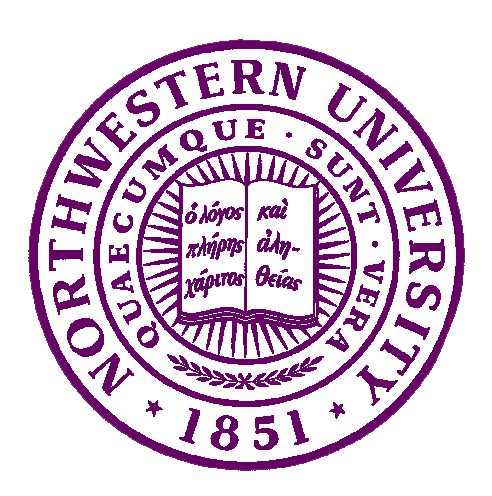 NORTHWESTERN UNIVERSITY
QUAECUMQUE · SUNT · VERA
ὁ λόγος
πλήρης
χάριτος
καὶ
ἀλη-
θείας
★ 1851 ★